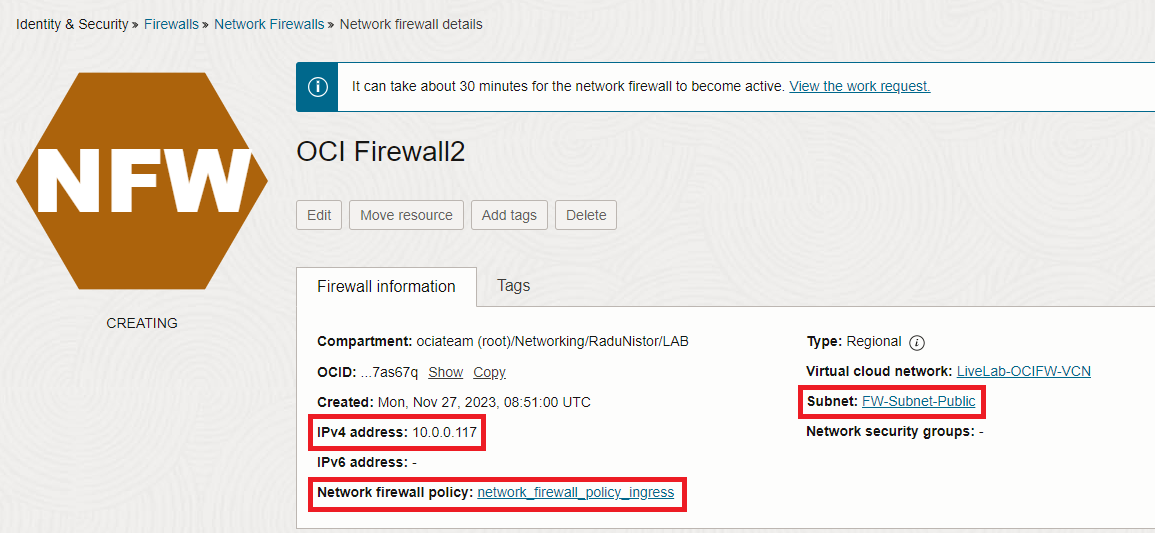 Identity & Security » Firewalls » Network Firewalls » Network firewall details
It can take about 30 minutes for the network firewall to become active. View the work request.
NFW
CREATING
OCI Firewall2
Edit Move resource Add tags Delete
Firewall information Tags
Compartment: ociateam (root)/Networking/RaduNistor/LAB
OCID: ...7as67q Show Copy
Created: Mon, Nov 27, 2023, 08:51:00 UTC
IPv4 address: 10.0.0.117
IPv6 address: -
Network firewall policy: network_firewall_policy_ingress
Type: Regional
Virtual cloud network: LiveLab-OCIFW-VCN
Subnet: FW-Subnet-Public
Network security groups: -